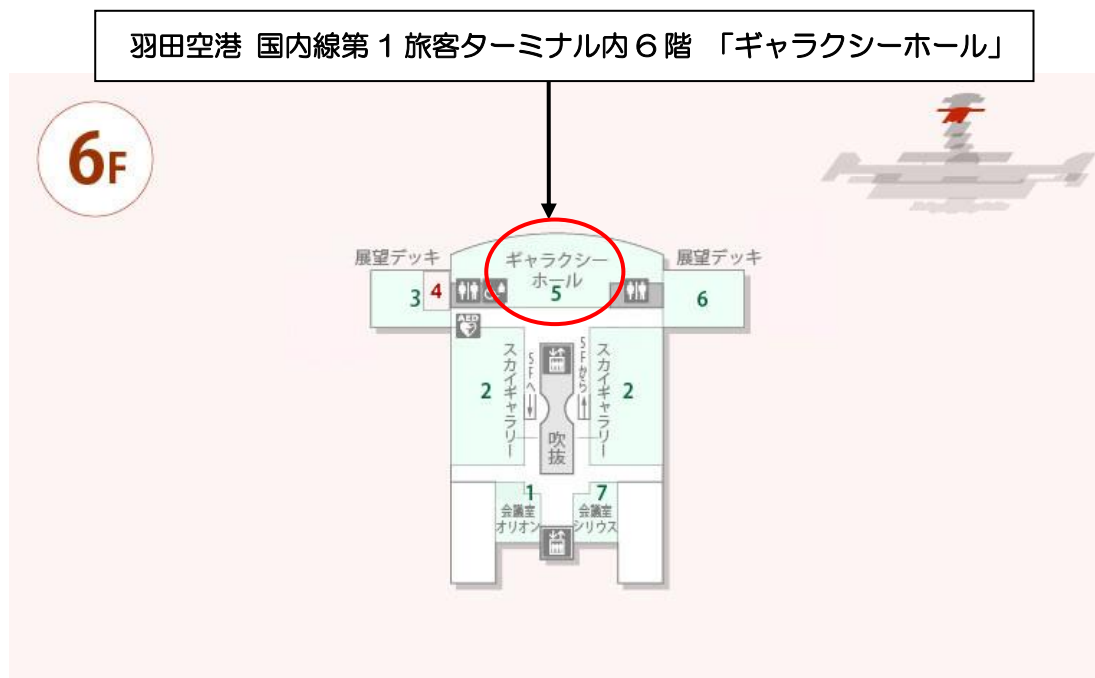 羽田空港 国内線第1旅客ターミナル内6階 「ギャラクシーホール」
6F
展望デッキ
ギャラクシー
ホール
展望デッキ
3
4
5
6
AED
スカイギャラリー
2
5Fへ
5Fから
スカイギャラリー
2
吹抜
1
会議室
オリオン
7
会議室
シリウス